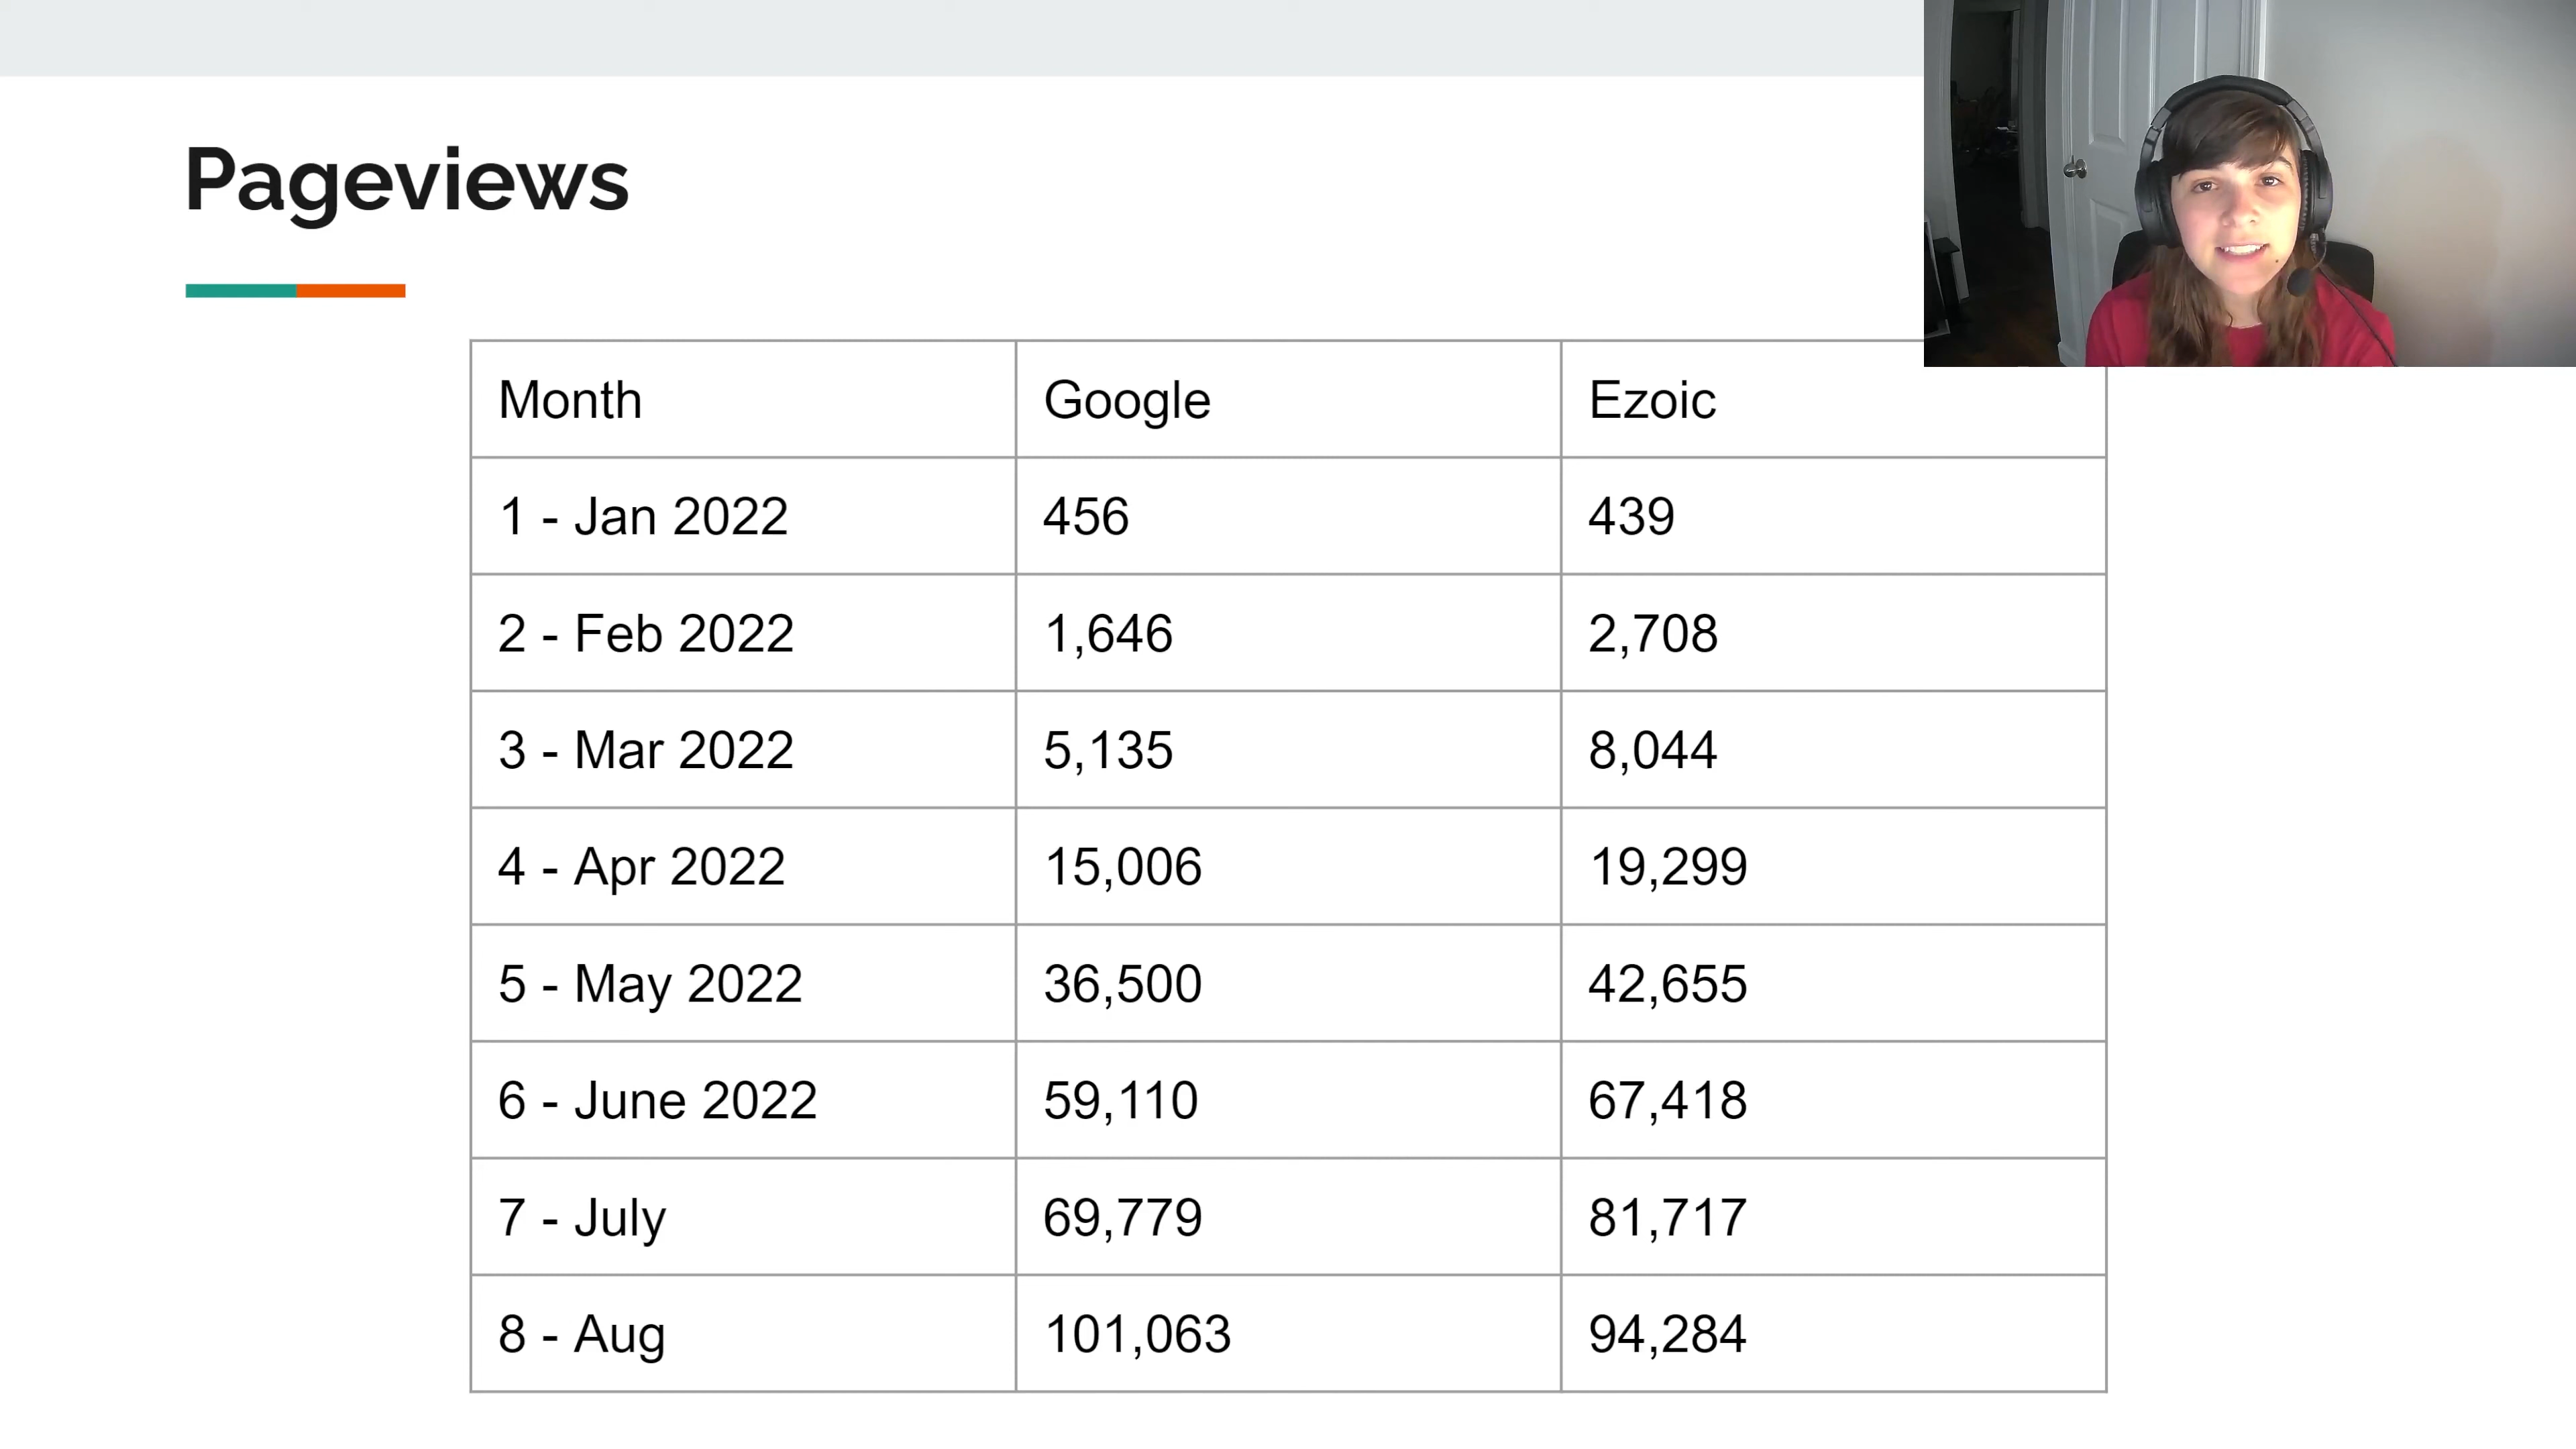 Pageviews
Month Google Ezoic
1 - Jan 2022 456 439
2 - Feb 2022 1,646 2,708
3 - Mar 2022 5,135 8,044
4 - Apr 2022 15,006 19,299
5 - May 2022 36,500 42,655
6 - June 2022 59,110 67,418
7 - July 69,779 81,717
8 - Aug 101,063 94,284